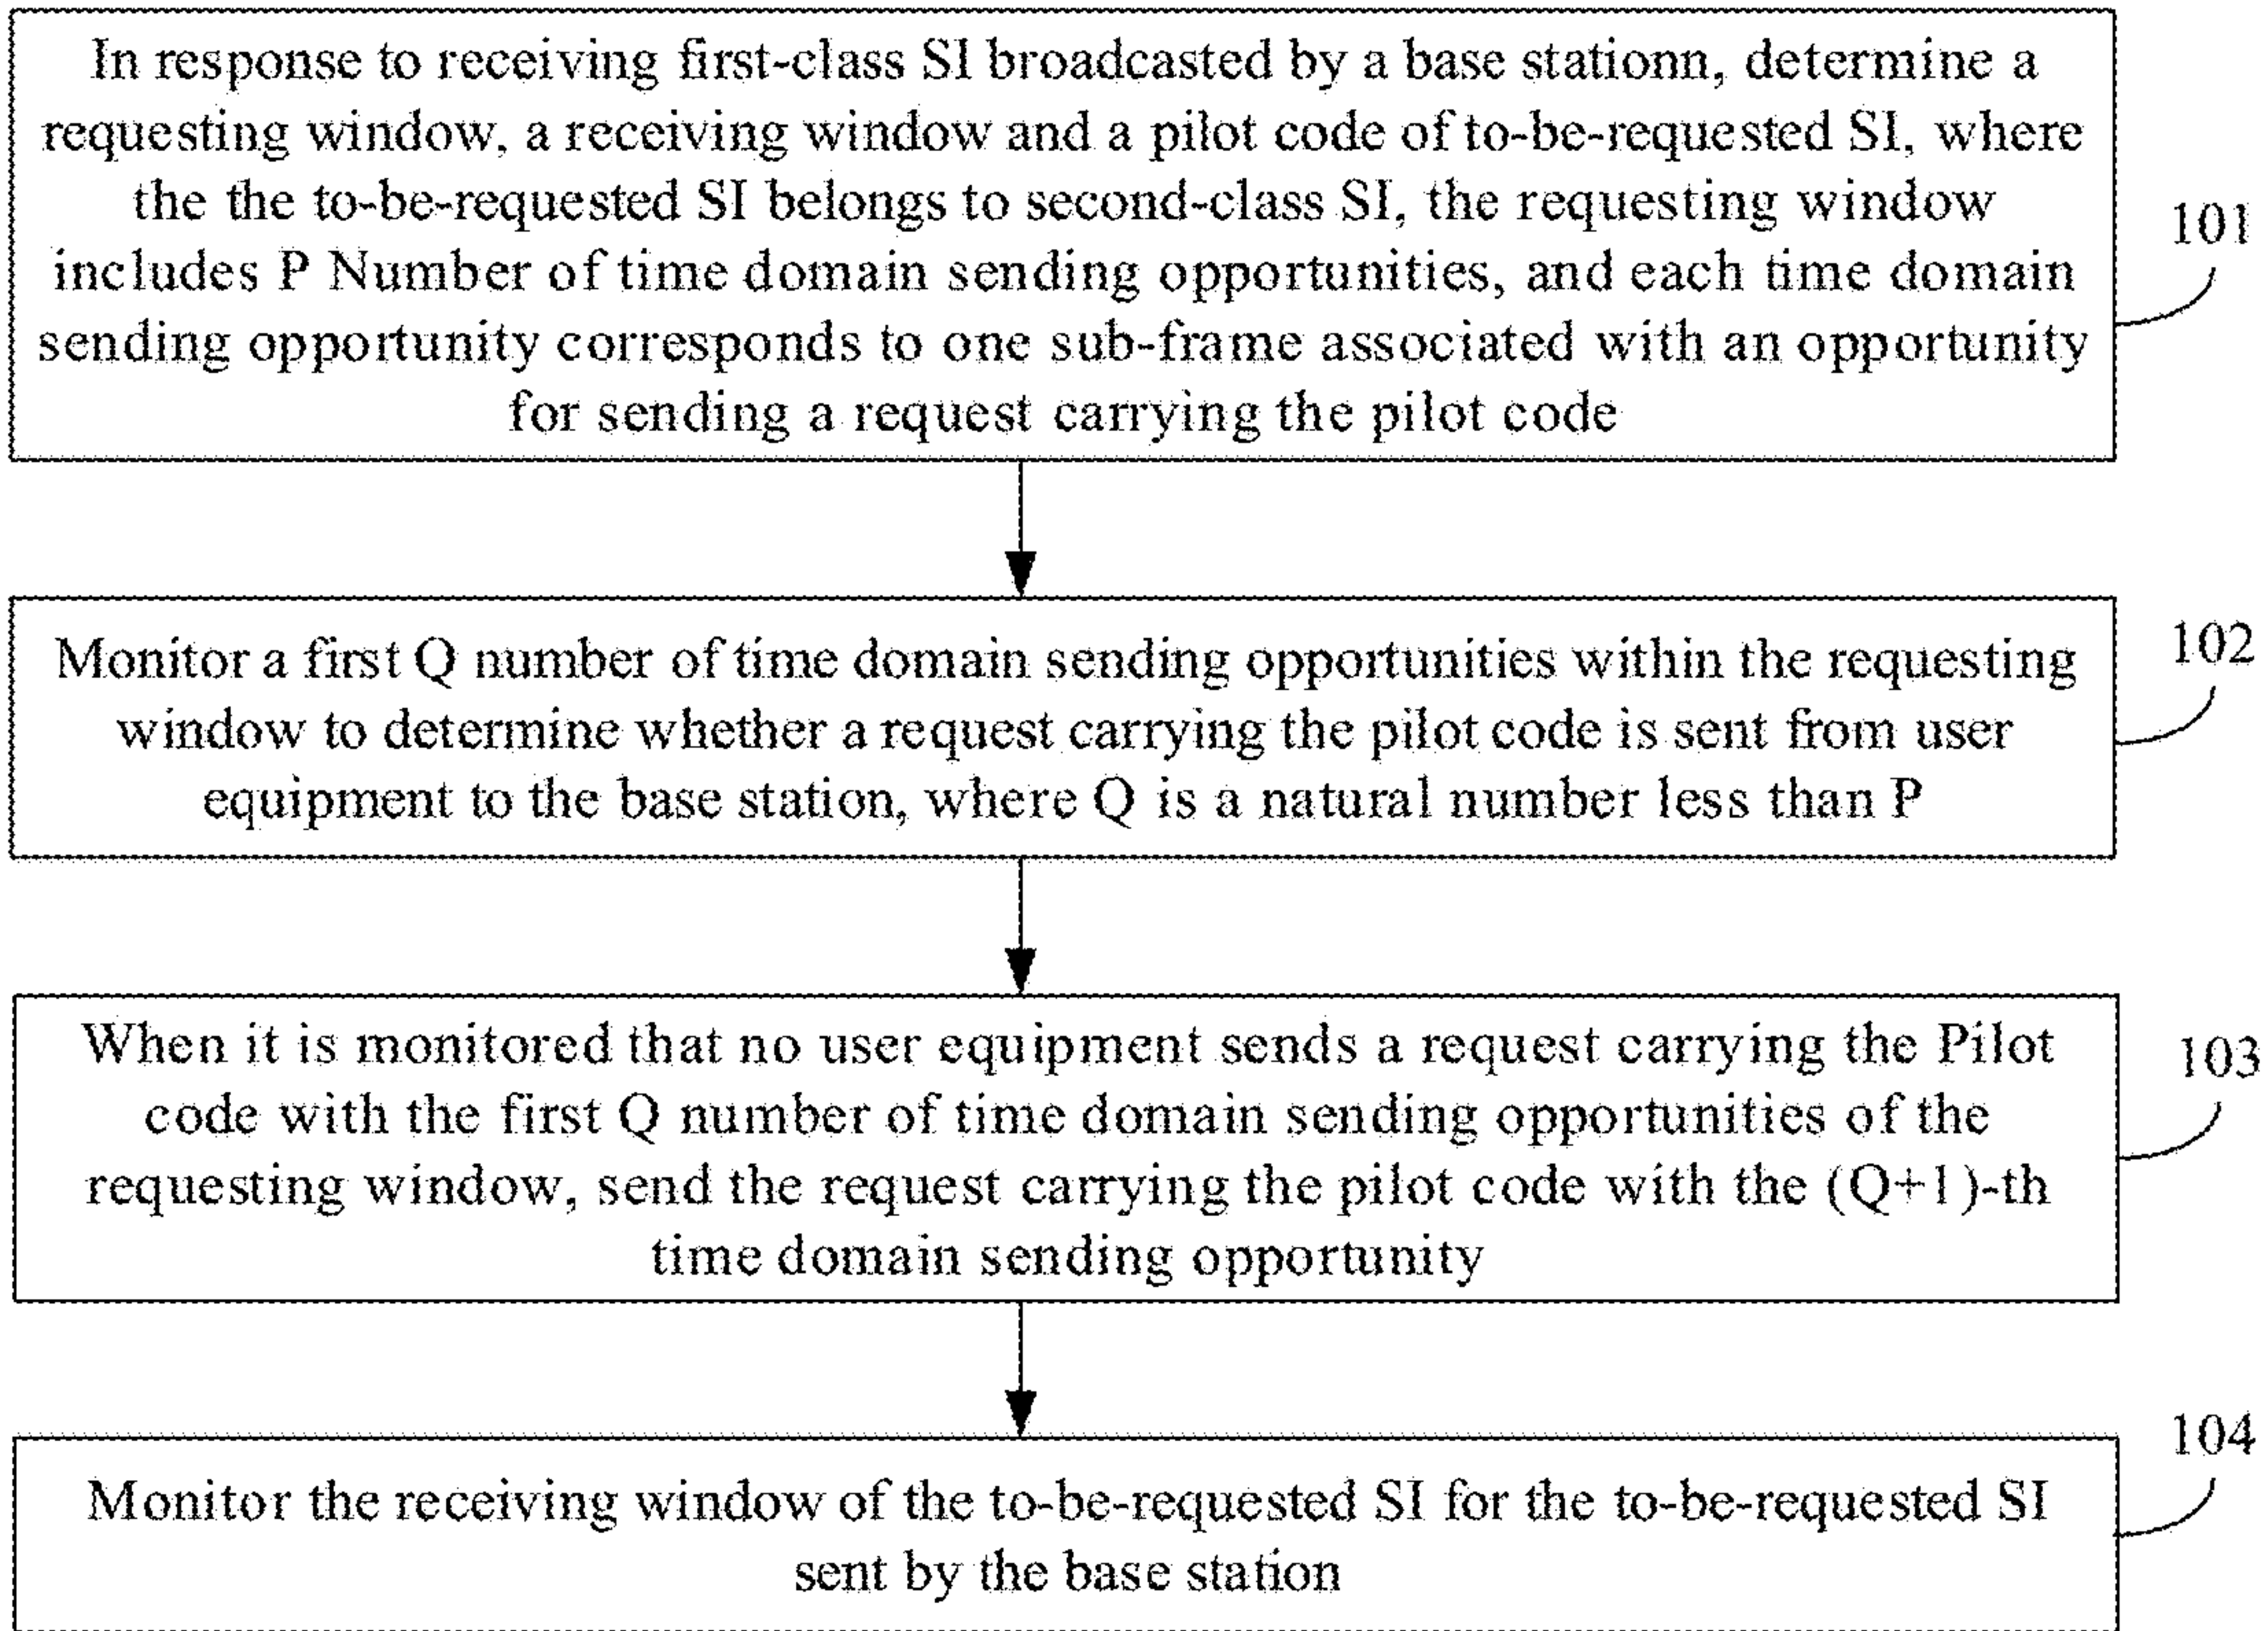 In response to receiving first-class SI broadcasted by a base stationn, determine a
requesting window, a receiving window and a pilot code of to-be-requested SI, where
the the to-be-requested SI belongs to second-class SI, the requesting window
includes P Number of time domain sending opportunities, and each time domain
sending opportunity corresponds to one sub-frame associated with an opportunity
for sending a request carrying the pilot code
101
Monitor a first Q number of time domain sending opportunities within the requesting
window to determine whether a request carrying the pilot code is sent from user
equipment to the base station, where Q is a natural number less than P
102
When it is monitored that no user equipment sends a request carrying the Pilot
code with the first Q number of time domain sending opportunities of the
requesting window, send the request carrying the pilot code with the (Q+1)-th
time domain sending opportunity
103
Monitor the receiving window of the to-be-requested SI for the to-be-requested SI
sent by the base station
104